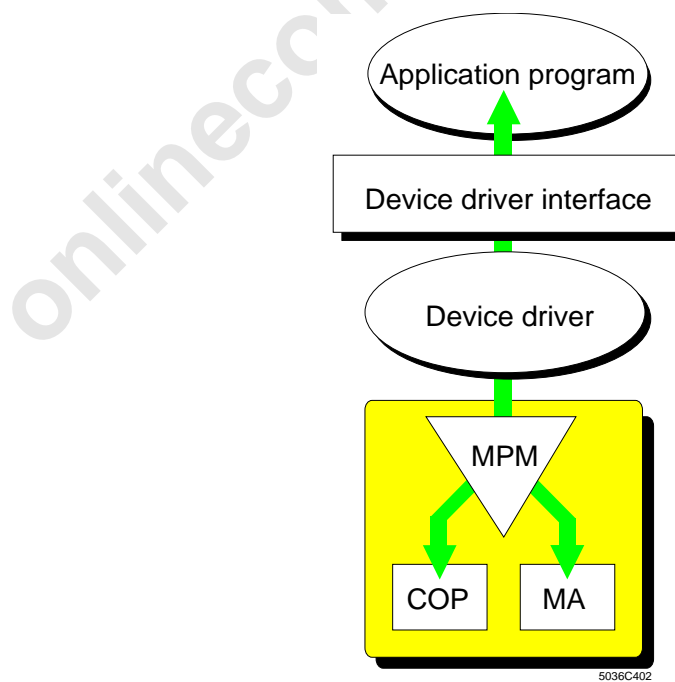 Application program
Device driver interface
Device driver
MPM
COP
MA
5036C402